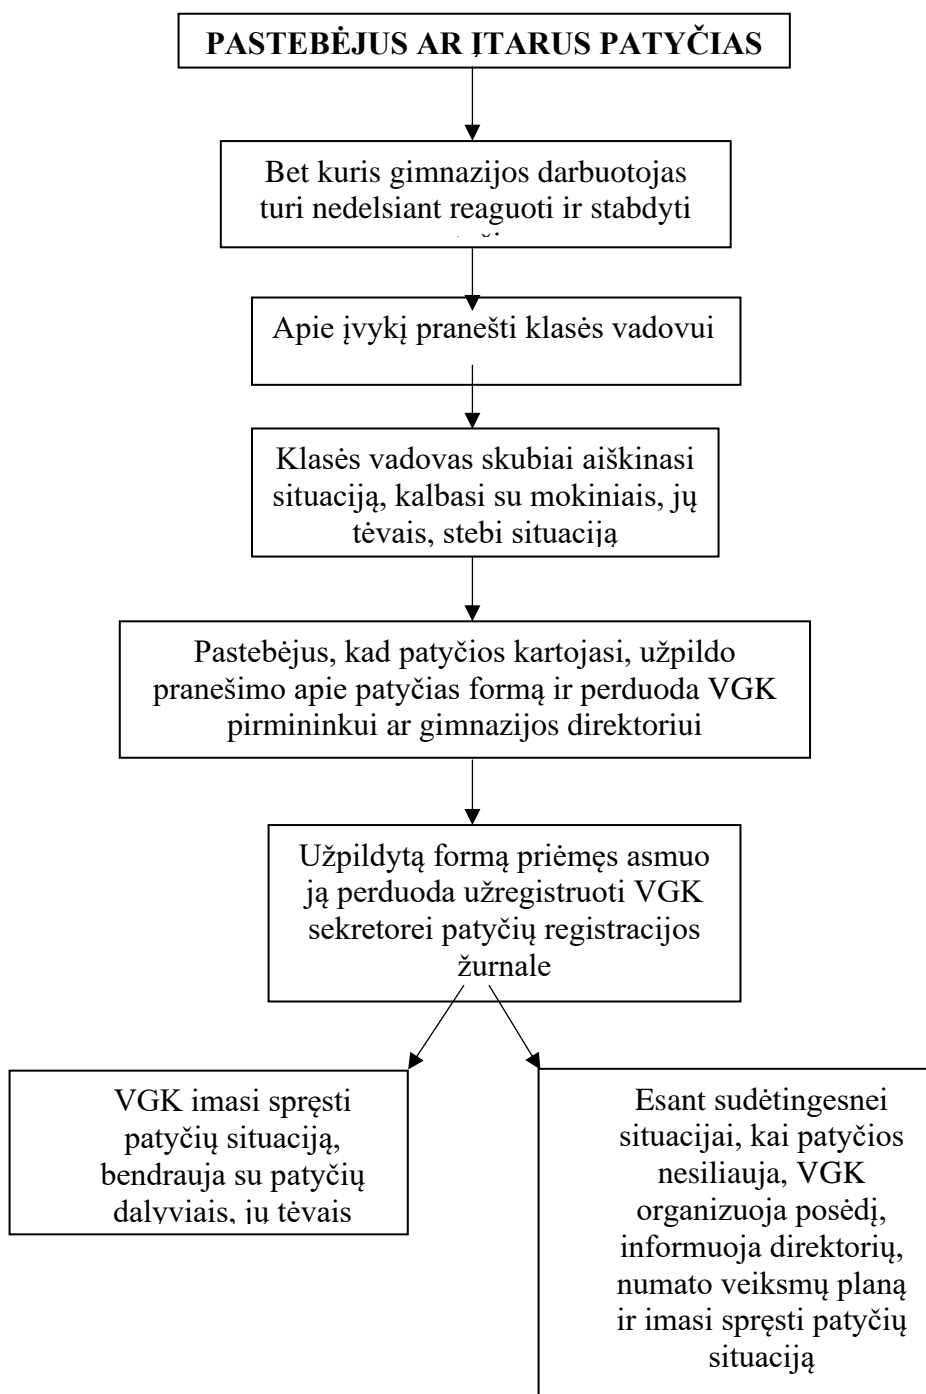 PASTEBĖJUS AR ĮTARUS PATYČIAS
Bet kuris gimnazijos darbuotojas
turi nedelsiant reaguoti ir stabdyti
Apie įvykį pranešti klasės vadovui
Klasės vadovas skubiai aiškinasi
situaciją, kalbasi su mokiniais, jų
tėvais, stebi situaciją
Pastebėjus, kad patyčios kartojasi, užpildo
pranešimo apie patyčias formą ir perduoda VGK
pirmininkui ar gimnazijos direktoriui
Užpildytą formą priėmęs asmuo
ją perduoda užregistruoti VGK
sekretorei patyčių registracijos
žurnale
VGK imasi spręsti
patyčių situaciją,
bendrauja su patyčių
dalyviais, jų tėvais
Esant sudėtingesnei
situacijai, kai patyčios
nesiliauja, VGK
organizuoja posėdį,
informuoja direktorių,
numato veiksmų planą
ir imasi spręsti patyčių
situaciją